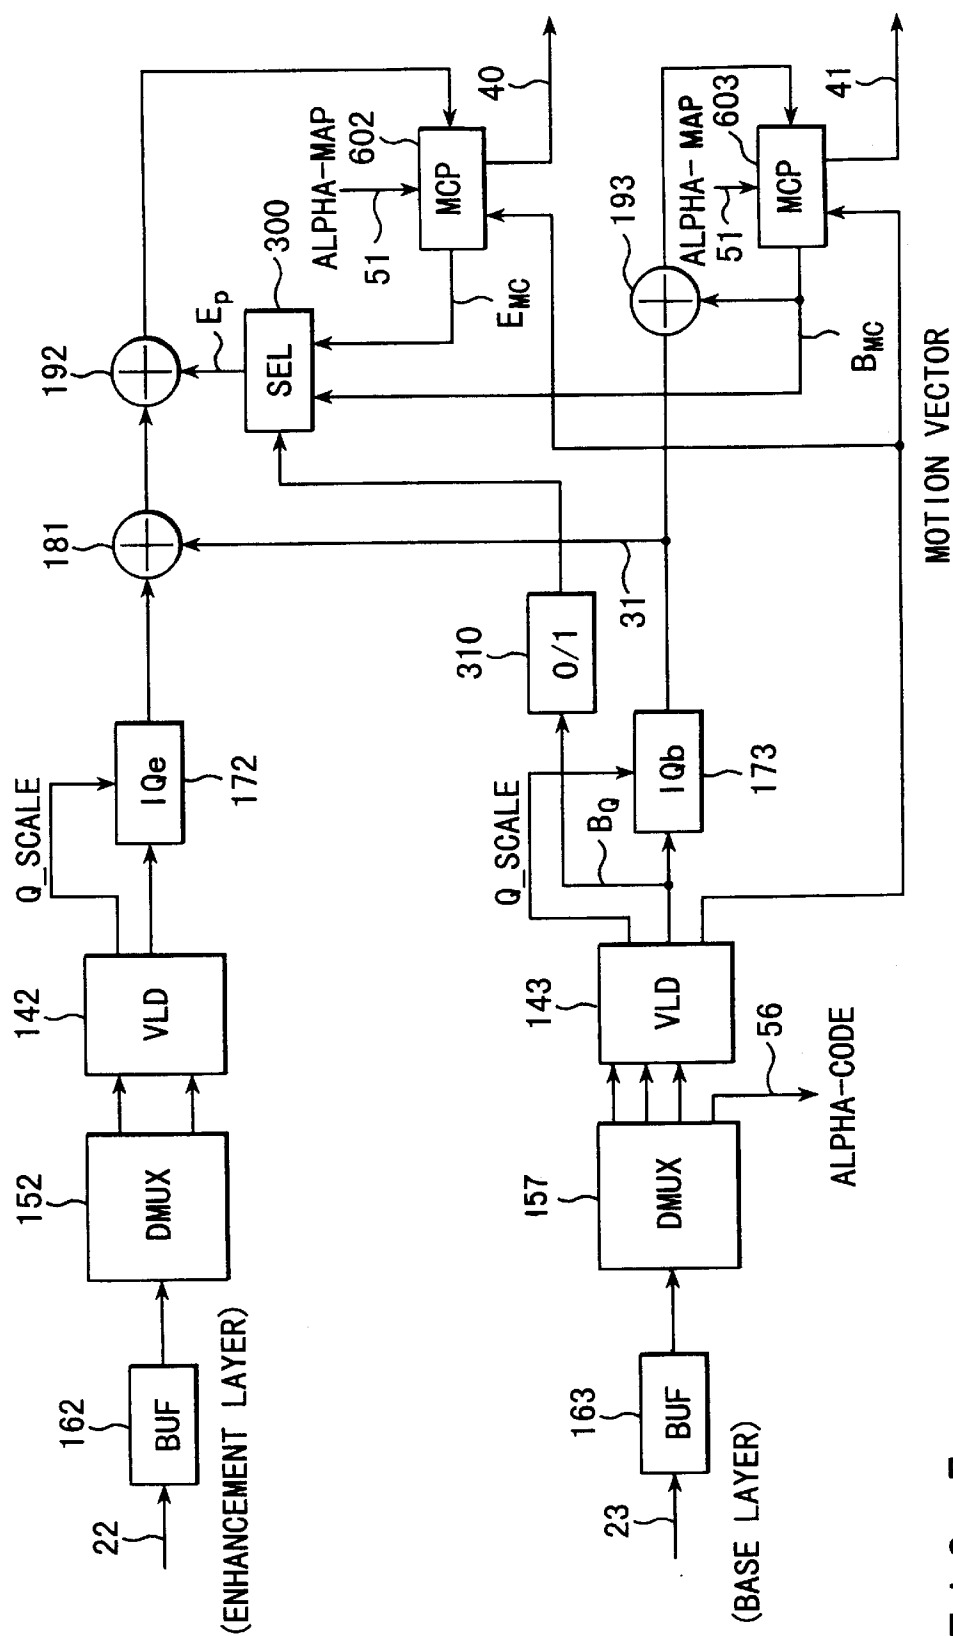 22
162
BUF
(ENHANCEMENT LAYER)
152
DMUX
142
VLD
Q_SCALE
IQe
172
181
192
Ep
SEL
300
ALPHA-MAP
51
602
MCP
EMC
40
23
163
BUF
(BASE LAYER)
157
DMUX
56
ALPHA-CODE
143
VLD
Q_SCALE
BQ
IQb
173
310
0/1
31
193
ALPHA-MAP
51
603
MCP
BMC
41
MOTION VECTOR